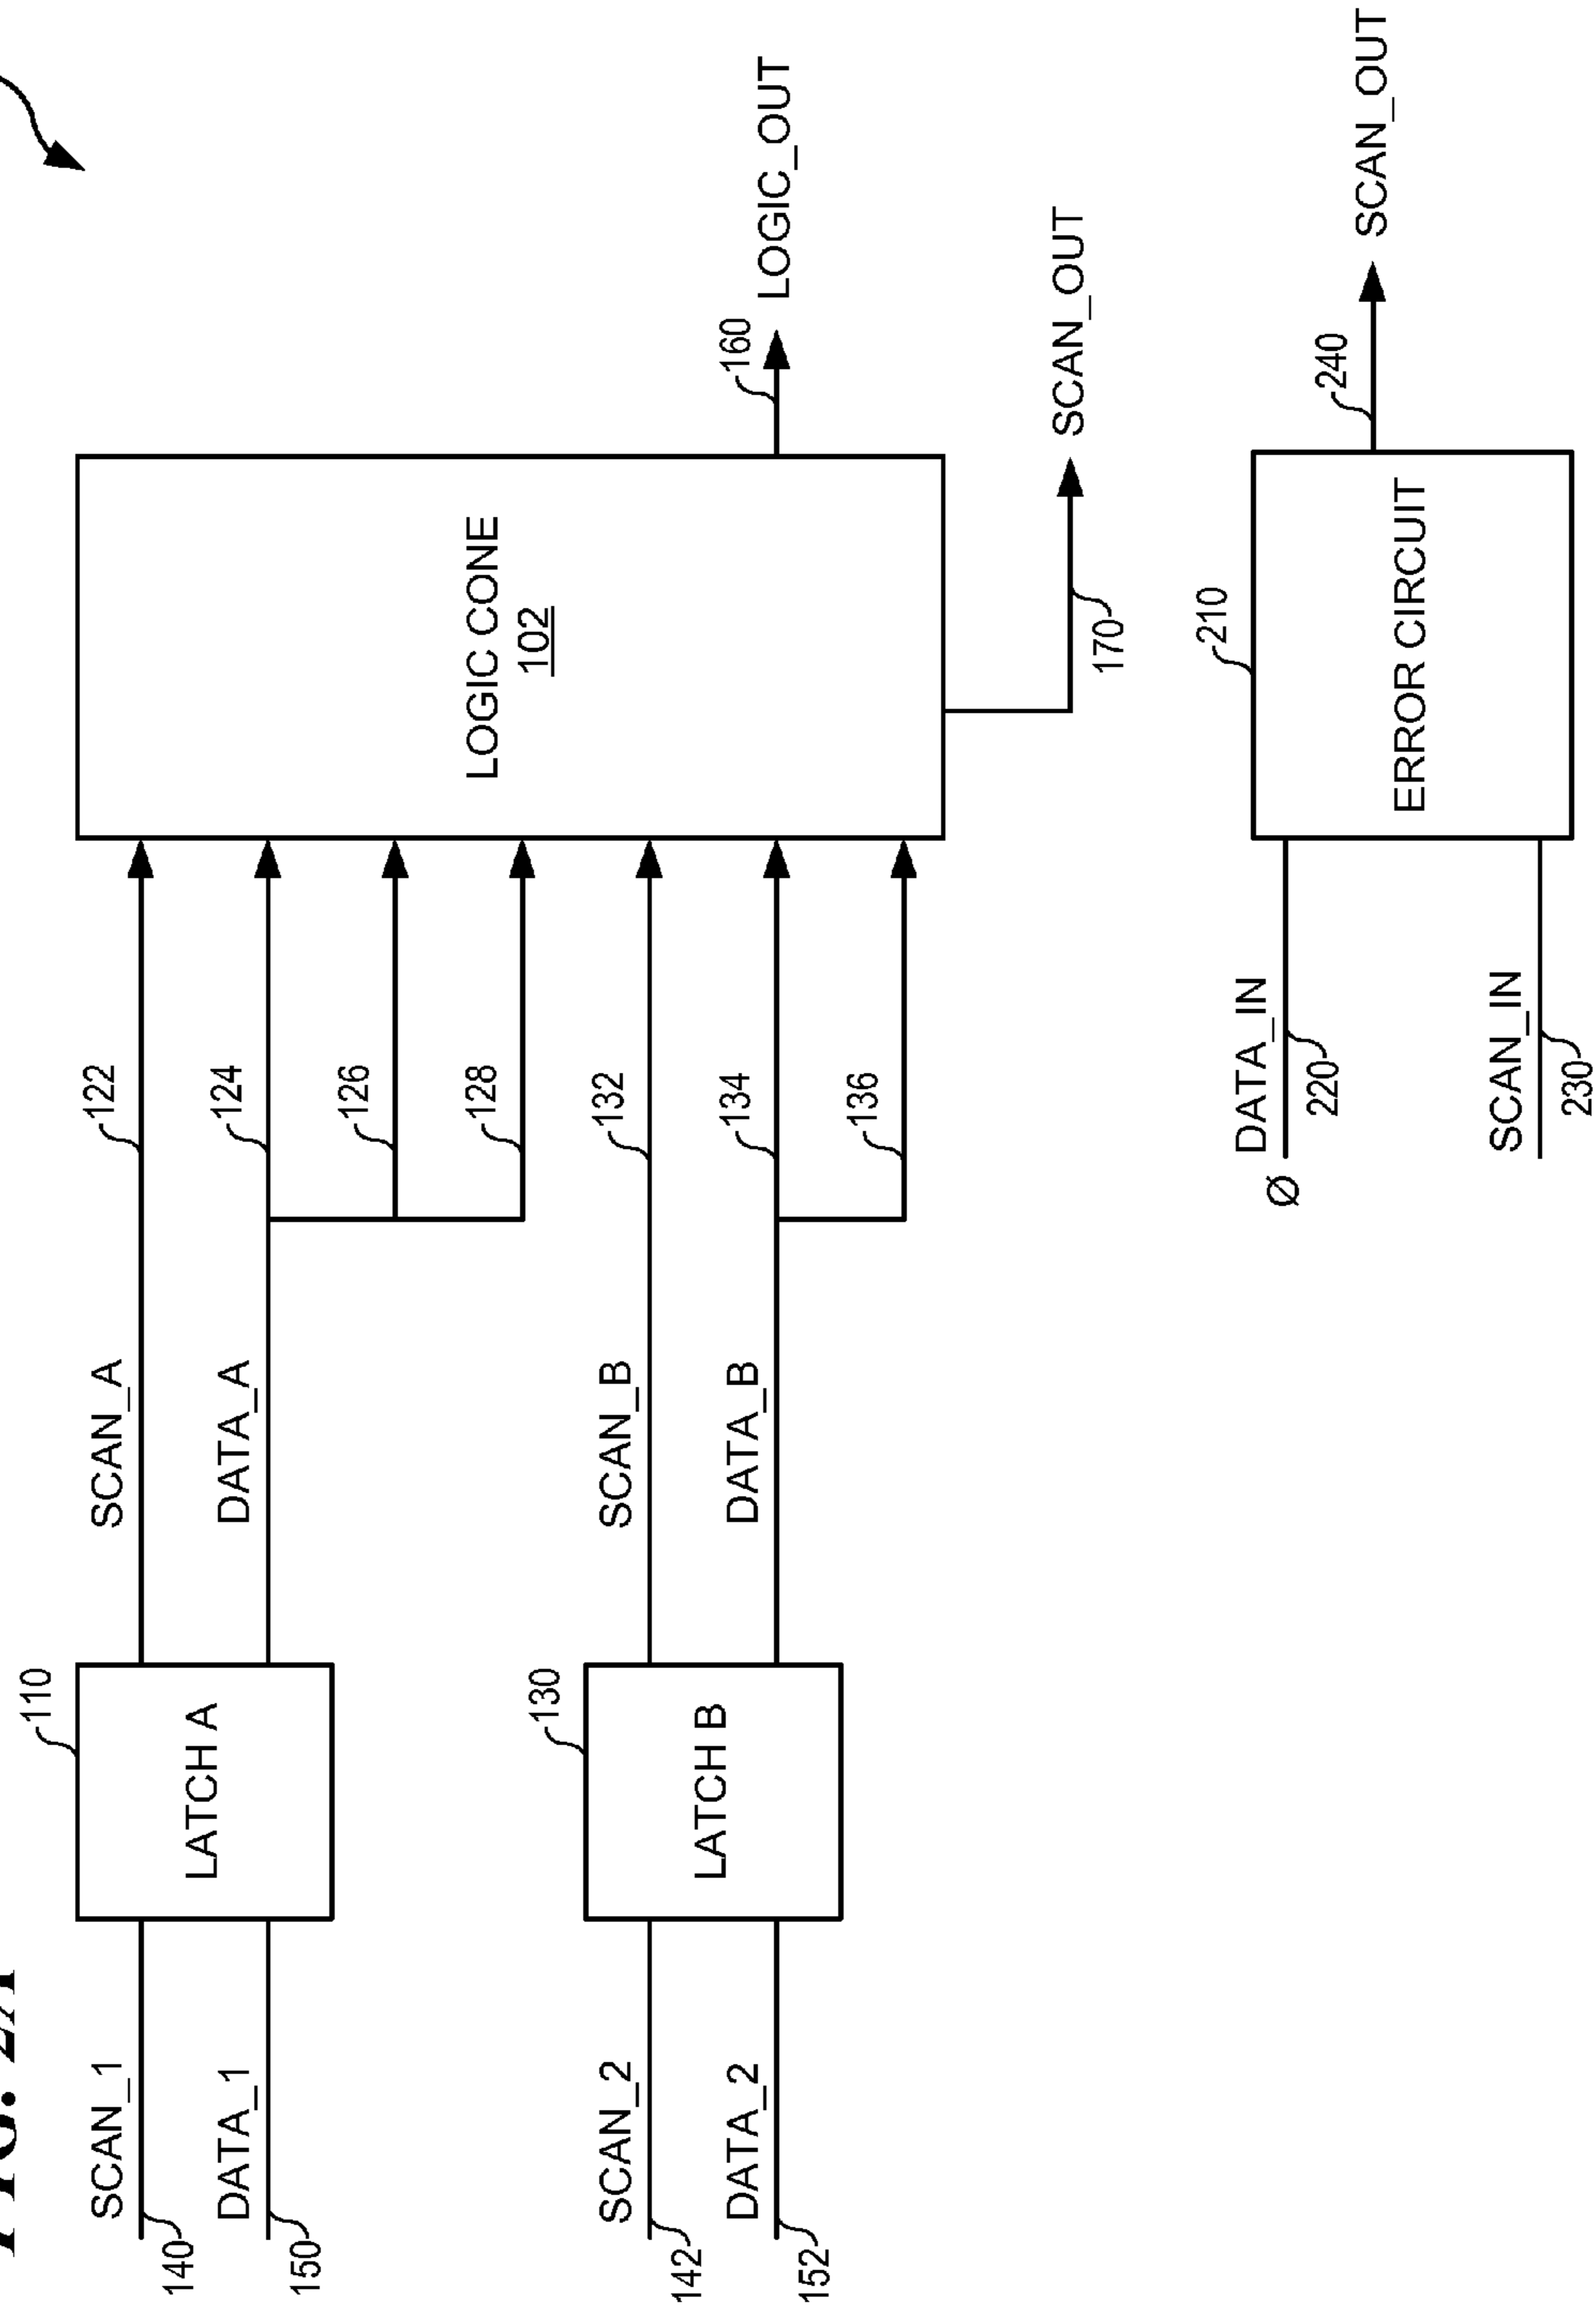 110
SCAN_1
SCAN_A
122
140
LATCH A
DATA_1
DATA_A
124
150
126
128
LOGIC CONE
102
130
SCAN_2
SCAN_B
132
142
LATCH B
DATA_2
DATA_B
134
152
136
160
LOGIC_OUT
170
SCAN_OUT
210
DATA_IN
Ø
220
ERROR CIRCUIT
240
SCAN_OUT
SCAN_IN
230